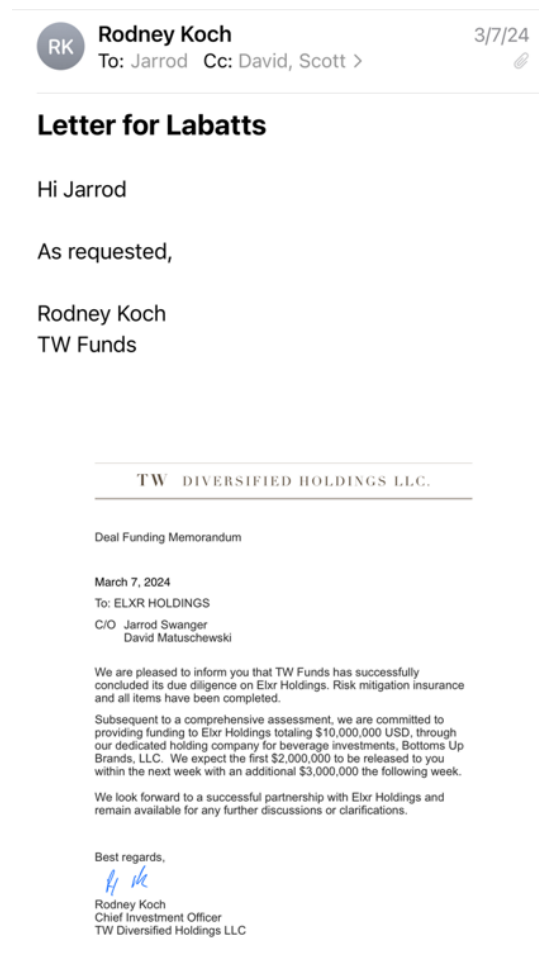 RK
Rodney Koch
3/7/24
To: Jarrod Cc: David, Scott >
Letter for Labatts
Hi Jarrod
As requested,
Rodney Koch
TW Funds
TW DIVERSIFIED HOLDINGS LLC.
Deal Funding Memorandum
March 7, 2024
To: ELXR HOLDINGS
C/O Jarrod Swanger
David Matuschewski
We are pleased to inform you that TW Funds has successfully
concluded its due diligence on Elxr Holdings. Risk mitigation insurance
and all items have been completed.
Subsequent to a comprehensive assessment, we are committed to
providing funding to Elxr Holdings totaling $10,000,000 USD, through
our dedicated holding company for beverage investments, Bottoms Up
Brands, LLC. We expect the first $2,000,000 to be released to you
within the next week with an additional $3,000,000 the following week.
We look forward to a successful partnership with Elxr Holdings and
remain available for any further discussions or clarifications.
Best regards,
Rodney Koch
Chief Investment Officer
TW Diversified Holdings LLC